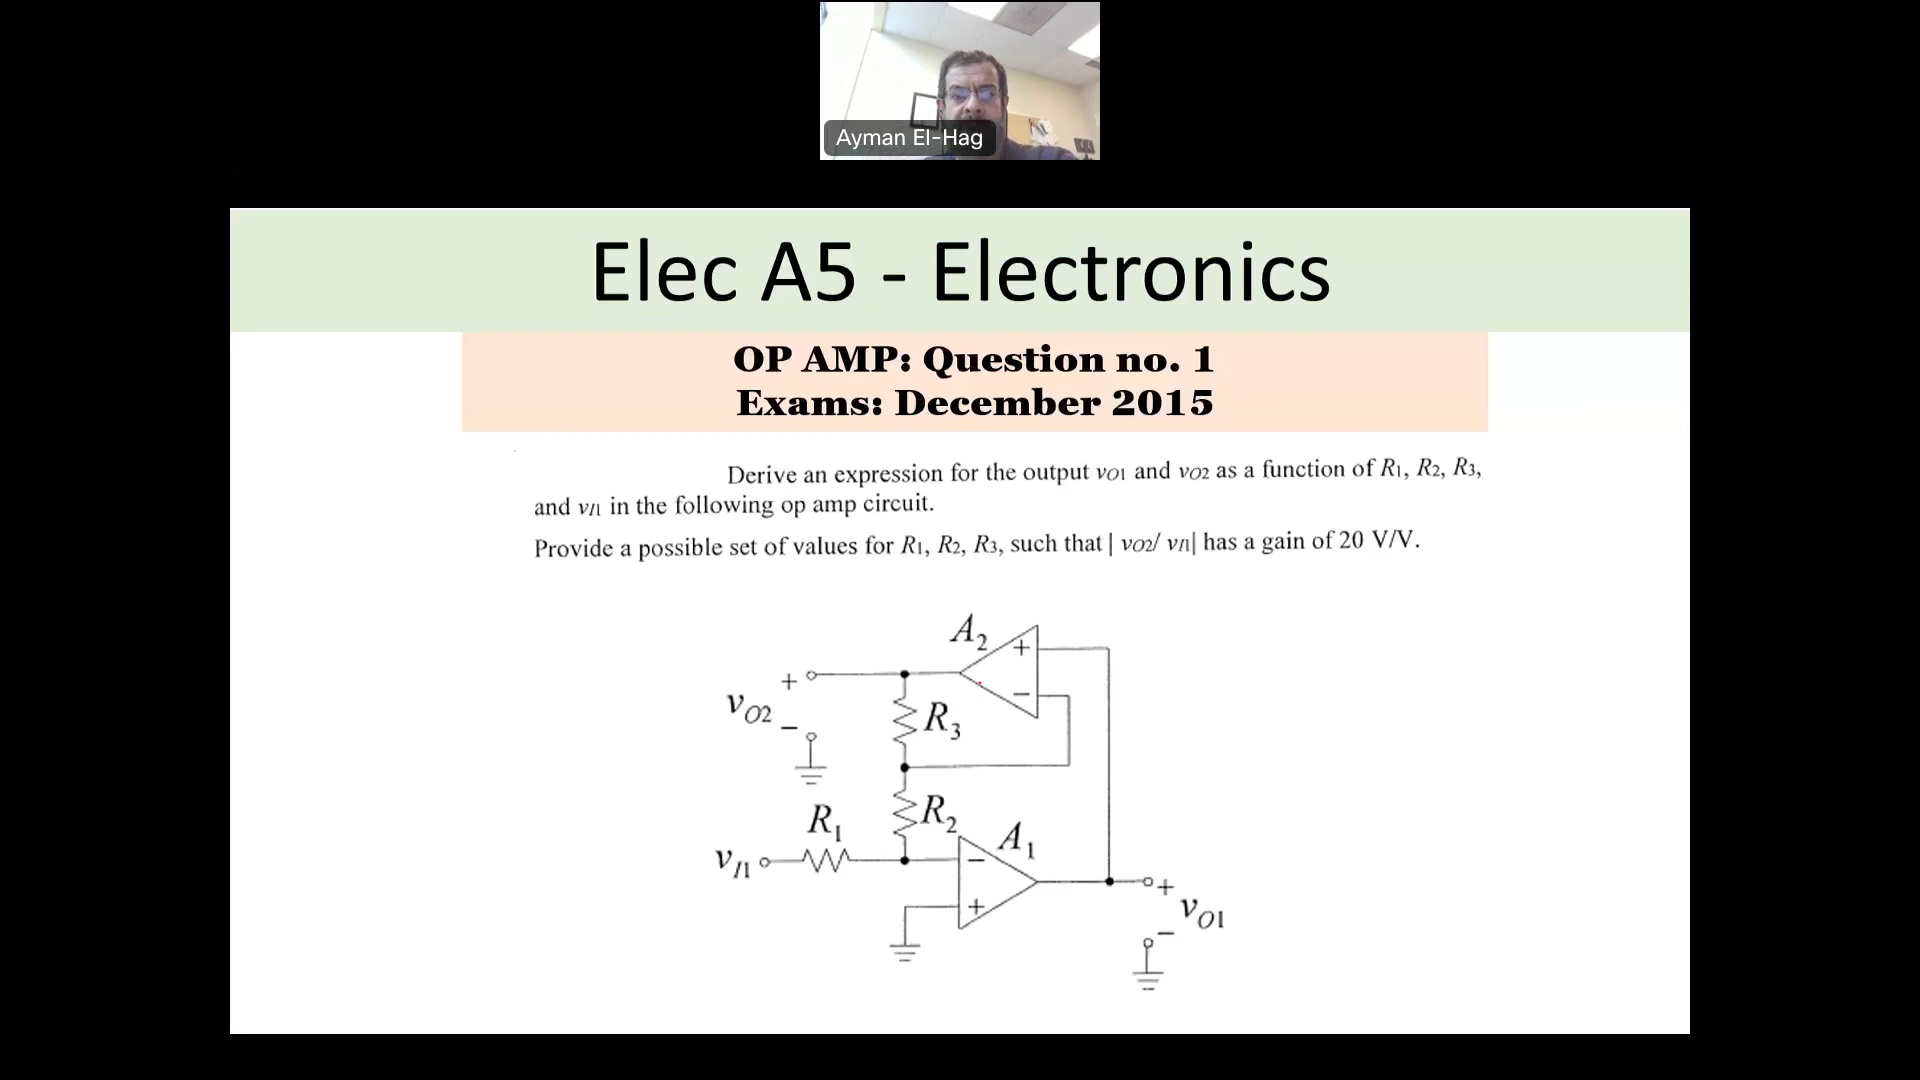 Ayman El-Hag
Elec A5 - Electronics
OP AMP: Question no. 1
Exams: December 2015
Derive an expression for the output vO1 and vO2 as a function of R1, R2, R3,
and vI1 in the following op amp circuit.
Provide a possible set of values for R1, R2, R3, such that | vO2/ vI1| has a gain of 20 V/V.
A2
+
+
vO2
−
−
R3
R1
R2
A1
vI1
−
+
+
vO1
−